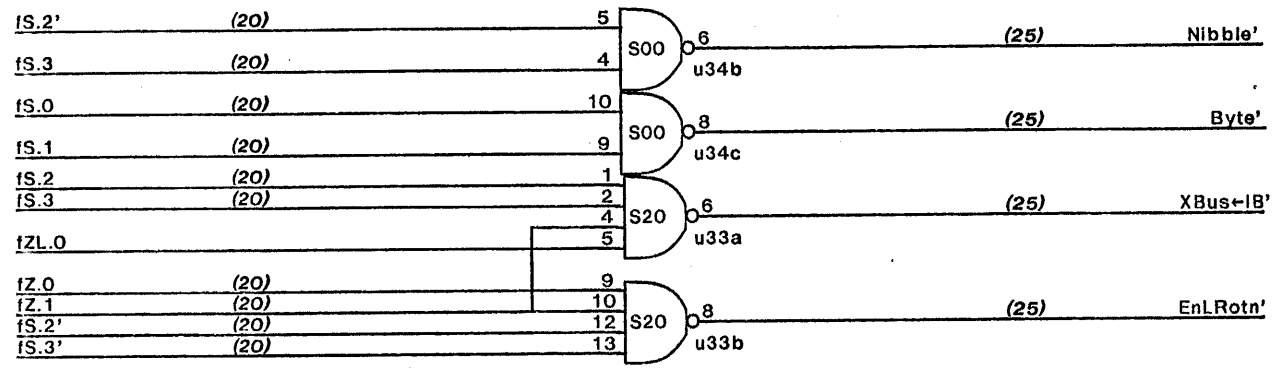 fS.2' (20) 5 6 (25) Nibble'
S00
fS.3 (20) 4 u34b
fS.0 (20) 10 8 (25) Byte'
S00
fS.1 (20) 9 u34c
fS.2 (20) 1
fS.3 (20) 2 6 (25) XBus←IB'
4 S20
fZL.0 5 u33a
fZ.0 (20) 9
fZ.1 (20) 10 8 (25) EnLRotn'
fS.2' (20) 12 S20
fS.3' (20) 13 u33b